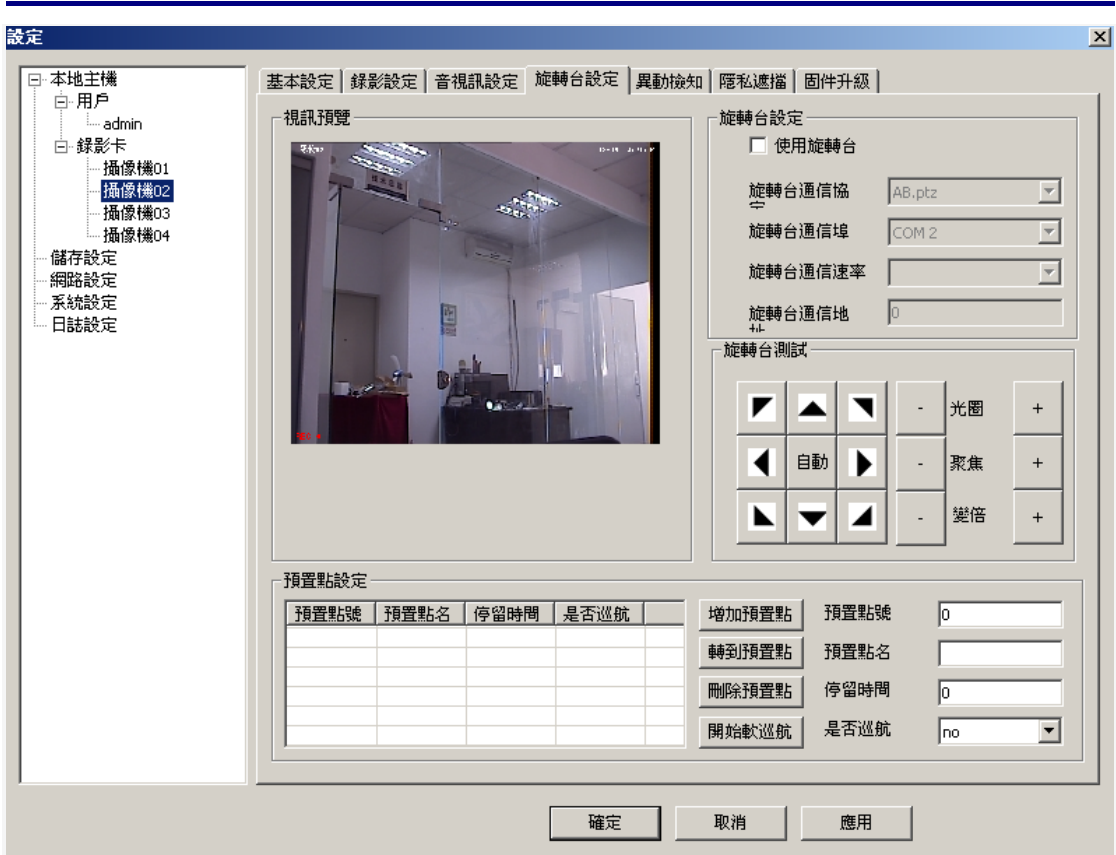 設定
本地主機
用戶
admin
錄影卡
攝像機01
攝像機02
攝像機03
攝像機04
儲存設定
網路設定
系統設定
日誌設定
基本設定 錄影設定 音視訊設定 旋轉台設定 異動檢知 隱私遮擋 固件升級
視訊預覽
旋轉台設定
使用旋轉台
旋轉台通信協 AB.ptz
旋轉台通信埠 COM 2
旋轉台通信速率
旋轉台通信地 0
旋轉台測試
- 光圈 +
自動 - 聚焦 +
- 變倍 +
預置點設定
預置點號 預置點名 停留時間 是否巡航
增加預置點 預置點號 0
轉到預置點 預置點名
刪除預置點 停留時間 0
開始軟巡航 是否巡航 no
確定 取消 應用